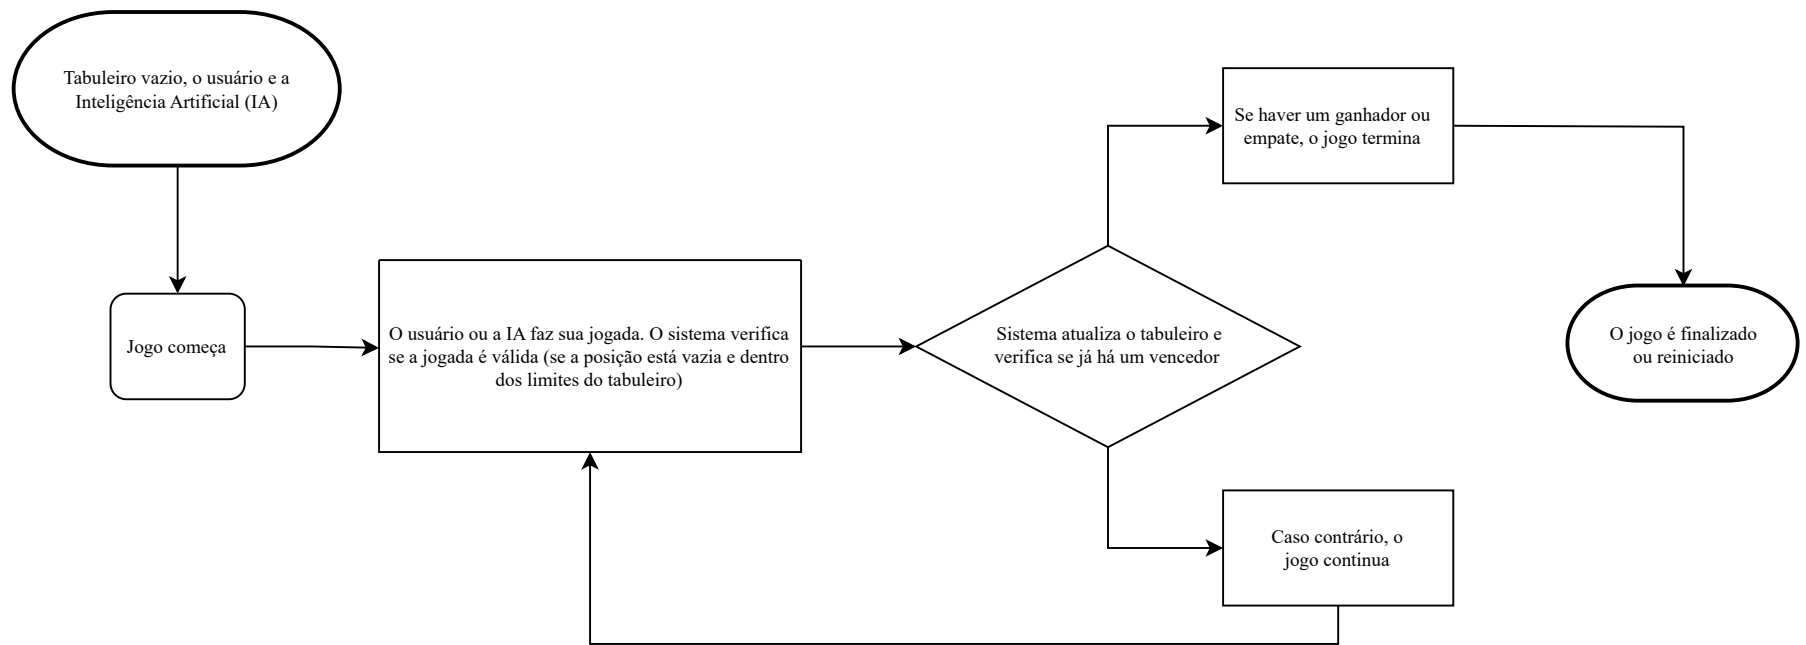 Tabuleiro vazio, o usuário e a
Inteligência Artificial (IA)
Jogo começa
O usuário ou a IA faz sua jogada. O sistema verifica
se a jogada é válida (se a posição está vazia e dentro
dos limites do tabuleiro)
Sistema atualiza o tabuleiro e
verifica se já há um vencedor
Se haver um ganhador ou
empate, o jogo termina
O jogo é finalizado
ou reiniciado
Caso contrário, o
jogo continua